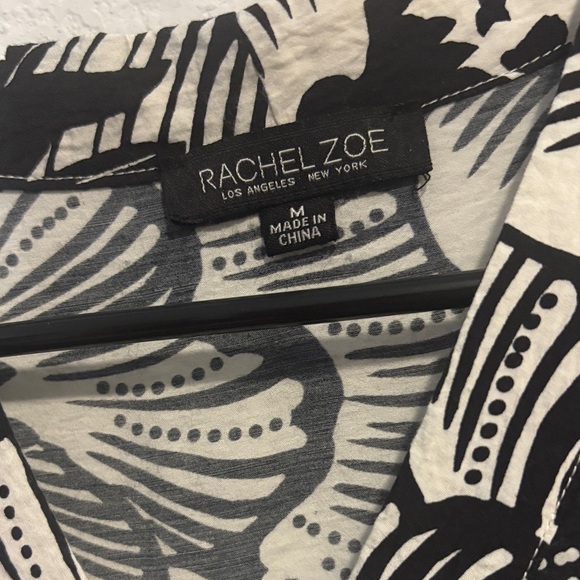 RACHEL ZOE
LOS ANGELES NEW YORK
M
MADE IN
CHINA